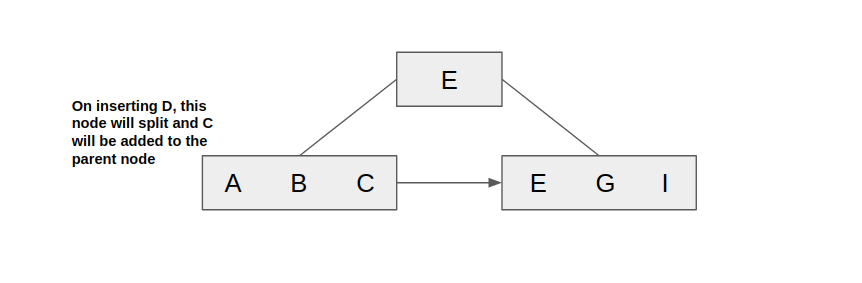 E
On inserting D, this
node will split and C
will be added to the
parent node
A B C
E G I